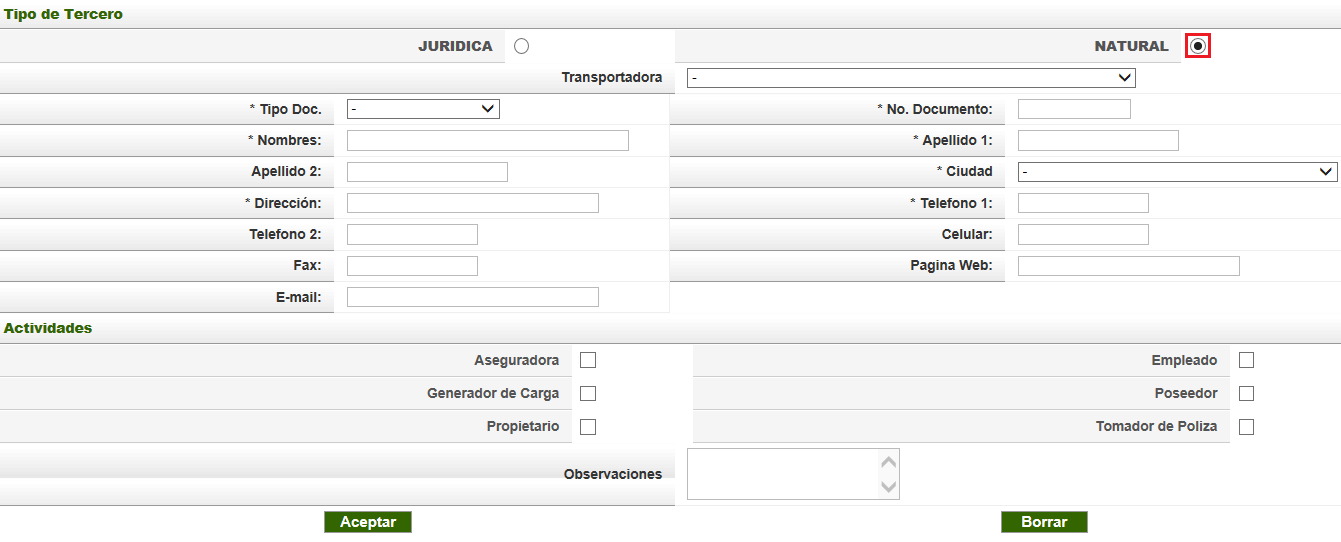 Tipo de Tercero
JURIDICA NATURAL
Transportadora -
* Tipo Doc. - * No. Documento:
* Nombres: * Apellido 1:
Apellido 2: * Ciudad -
* Dirección: * Telefono 1:
Telefono 2: Celular:
Fax: Pagina Web:
E-mail:
Actividades
Aseguradora Empleado
Generador de Carga Poseedor
Propietario Tomador de Poliza
Observaciones
Aceptar Borrar